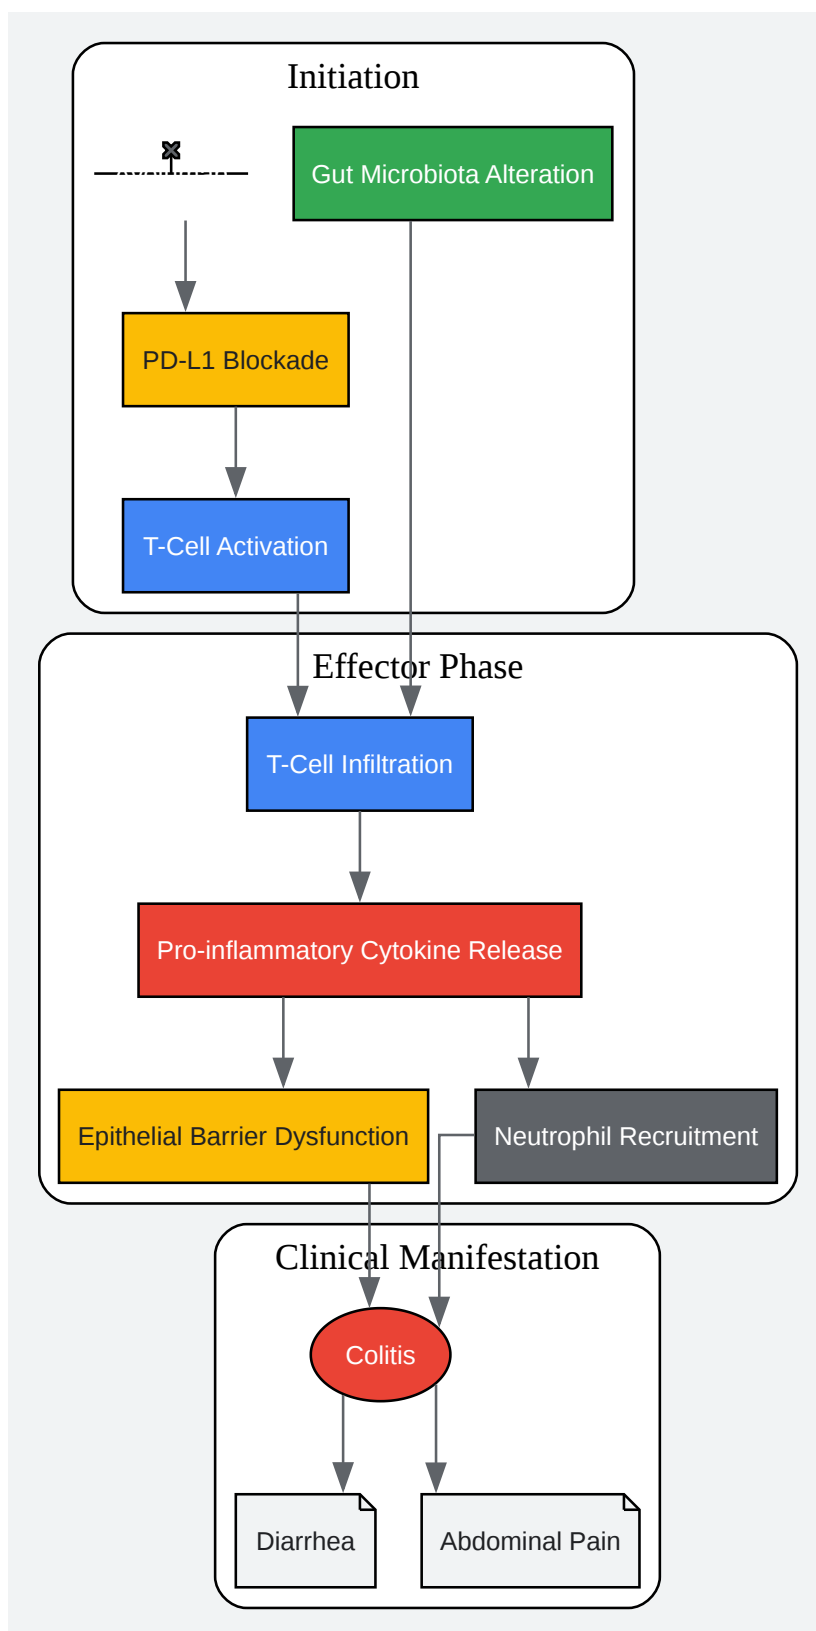 Initiation
Gut Microbiota Alteration
PD-L1 Blockade
T-Cell Activation
Effector Phase
T-Cell Infiltration
Pro-inflammatory Cytokine Release
Epithelial Barrier Dysfunction
Neutrophil Recruitment
Clinical Manifestation
Colitis
Diarrhea
Abdominal Pain